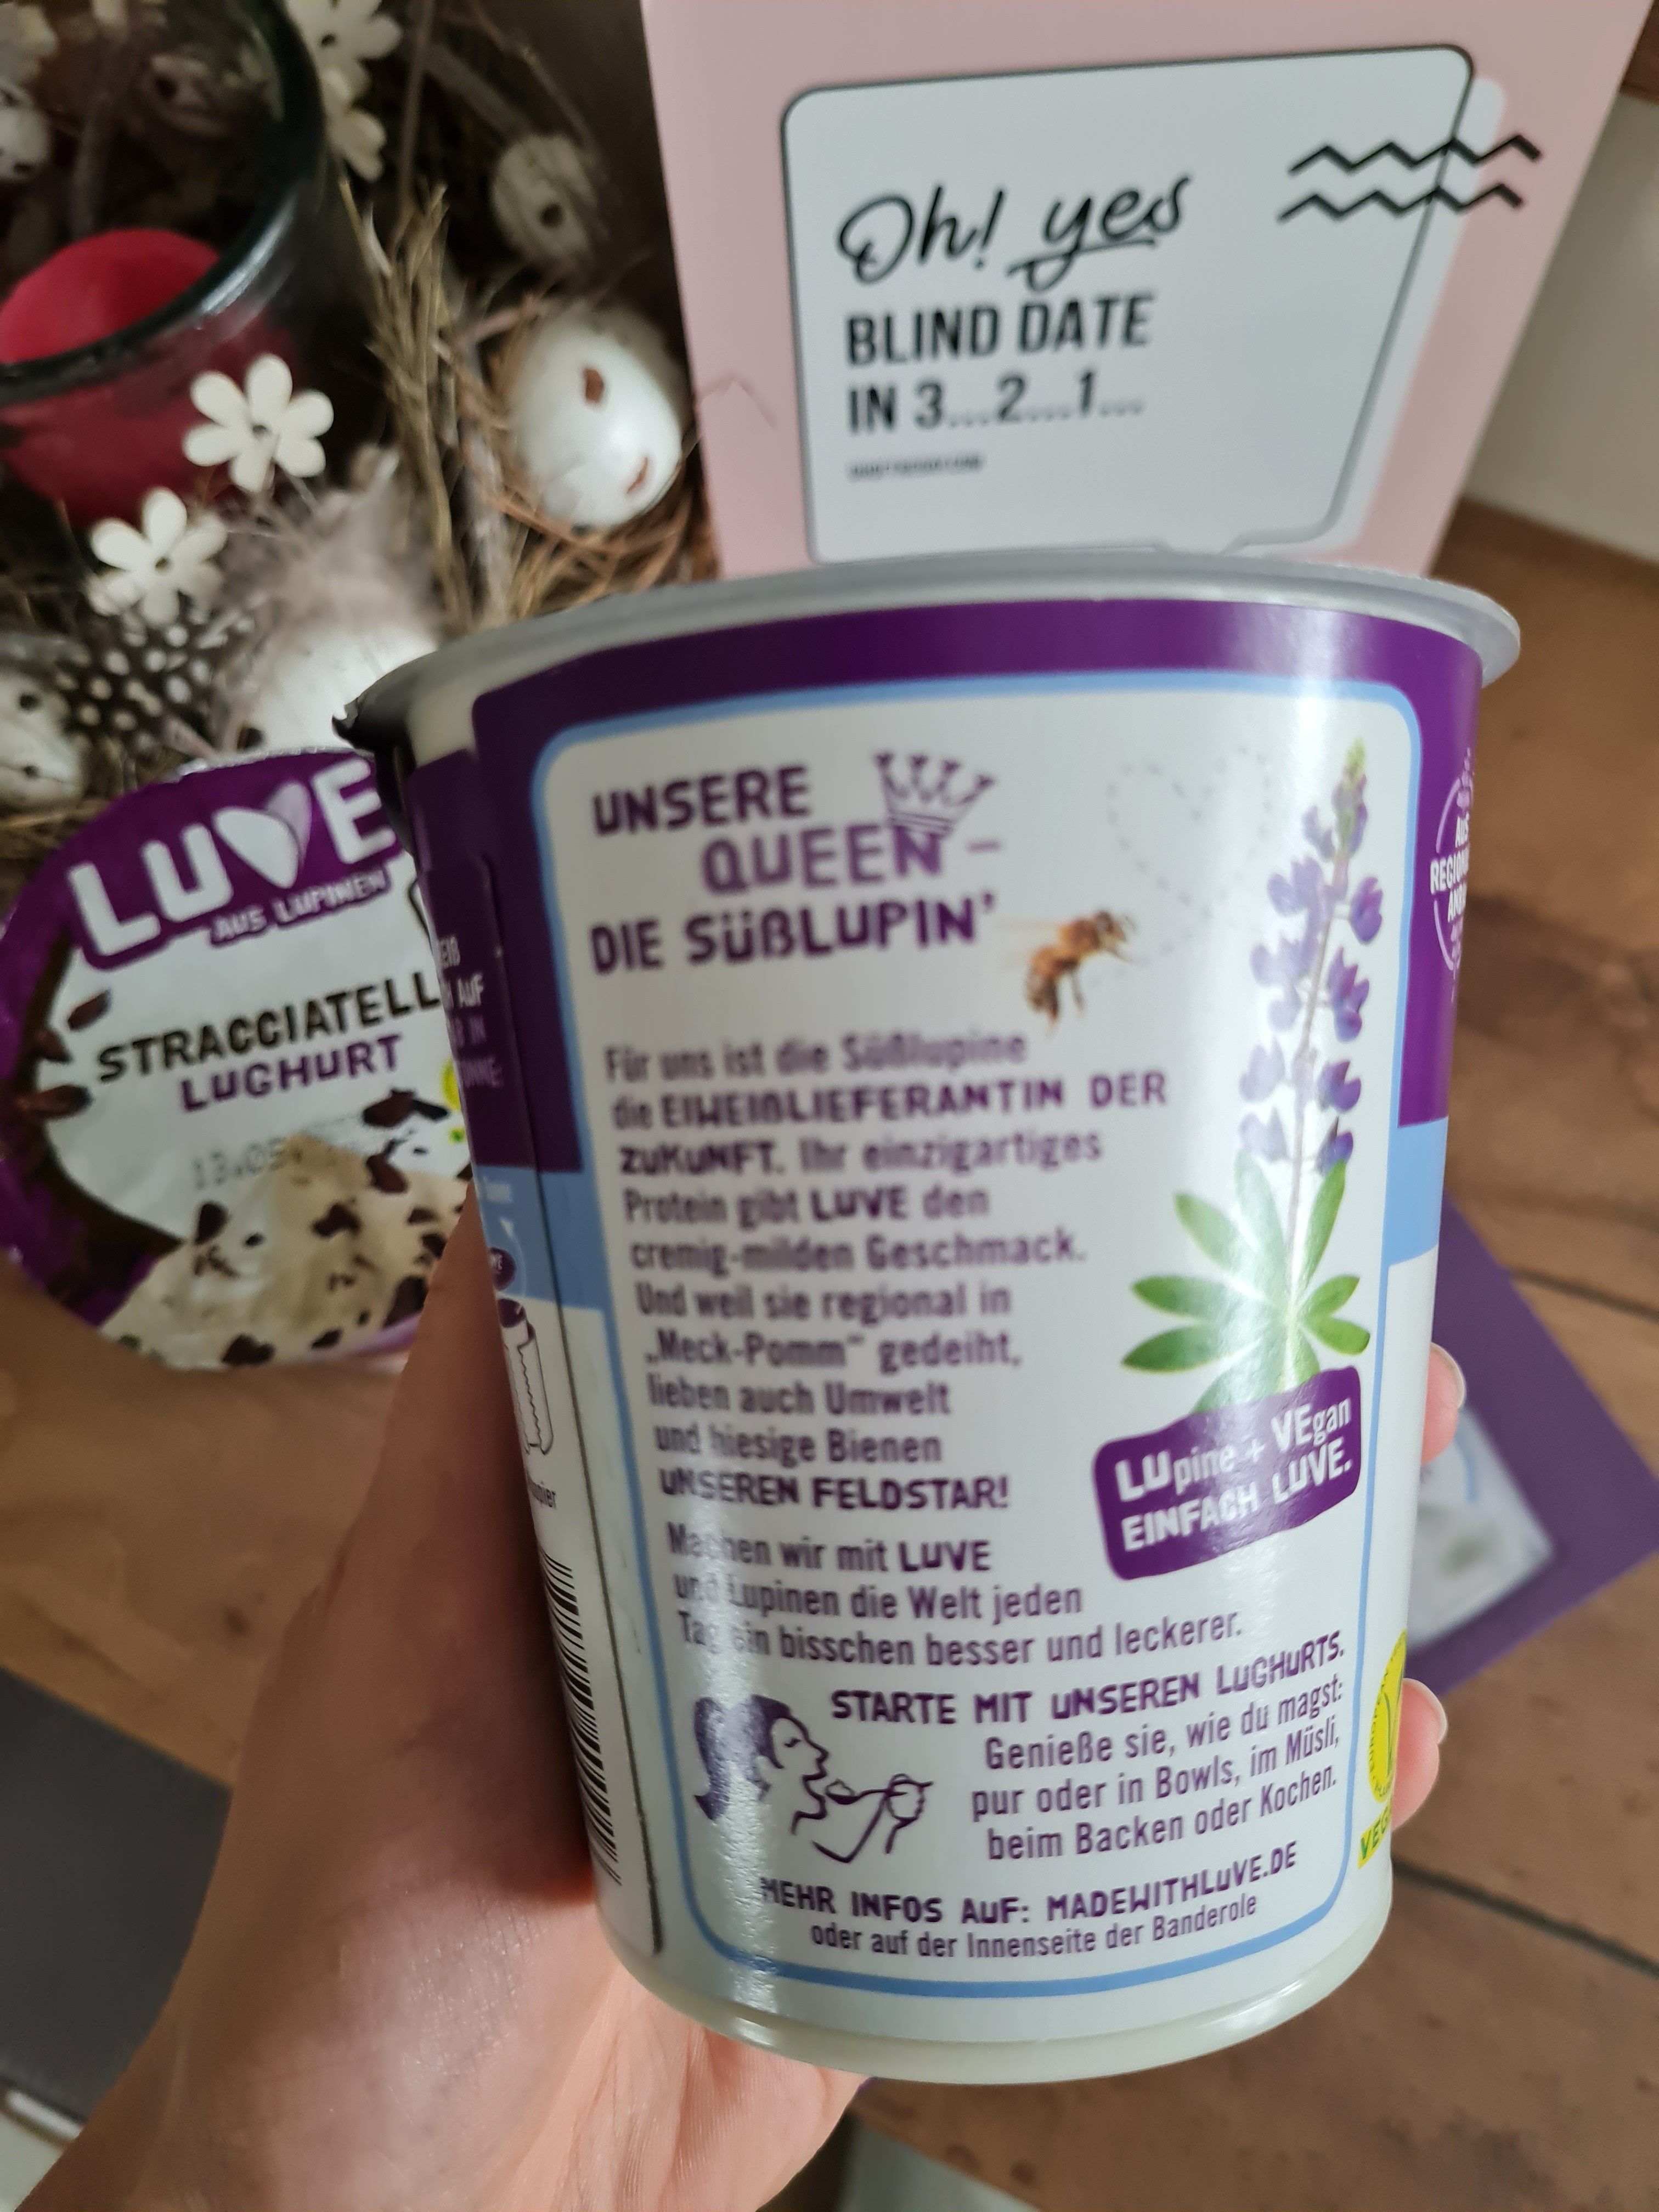 Oh! yes
BLIND DATE
IN 3...2...1...
LUVE
AUS LUPINEN
STRACCIATELL
LUGHURT
13.05
UNSERE
QUEEN –
DIE SÜßLUPIN'
Für uns ist die Süßlupine
die EIWEIßLIEFERANTIN DER
ZUKUNFT. Ihr einzigartiges
Protein gibt LUVE den
cremig-milden Geschmack.
Und weil sie regional in
„Meck-Pomm“ gedeiht,
lieben auch Umwelt
und hiesige Bienen
UNSEREN FELDSTAR!
LUpine + VEgan
EINFACH LUVE.
Machen wir mit LUVE
und Lupinen die Welt jeden
Tag ein bisschen besser und leckerer.
STARTE MIT UNSEREN LUGHURTS.
Genieße sie, wie du magst:
pur oder in Bowls, im Müsli,
beim Backen oder Kochen.
MEHR INFOS AUF: MADEWITHLUVE.DE
oder auf der Innenseite der Banderole
AUS